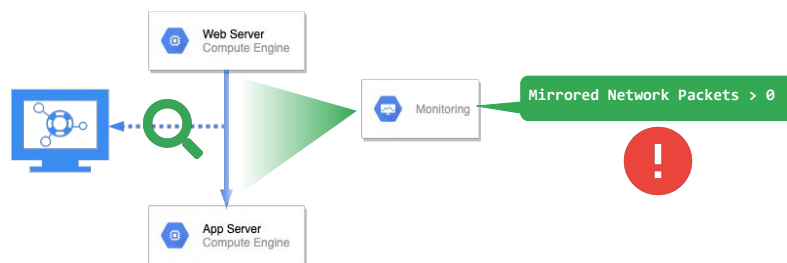 Web Server
Compute Engine
Monitoring
Mirrored Network Packets > 0
!
App Server
Compute Engine